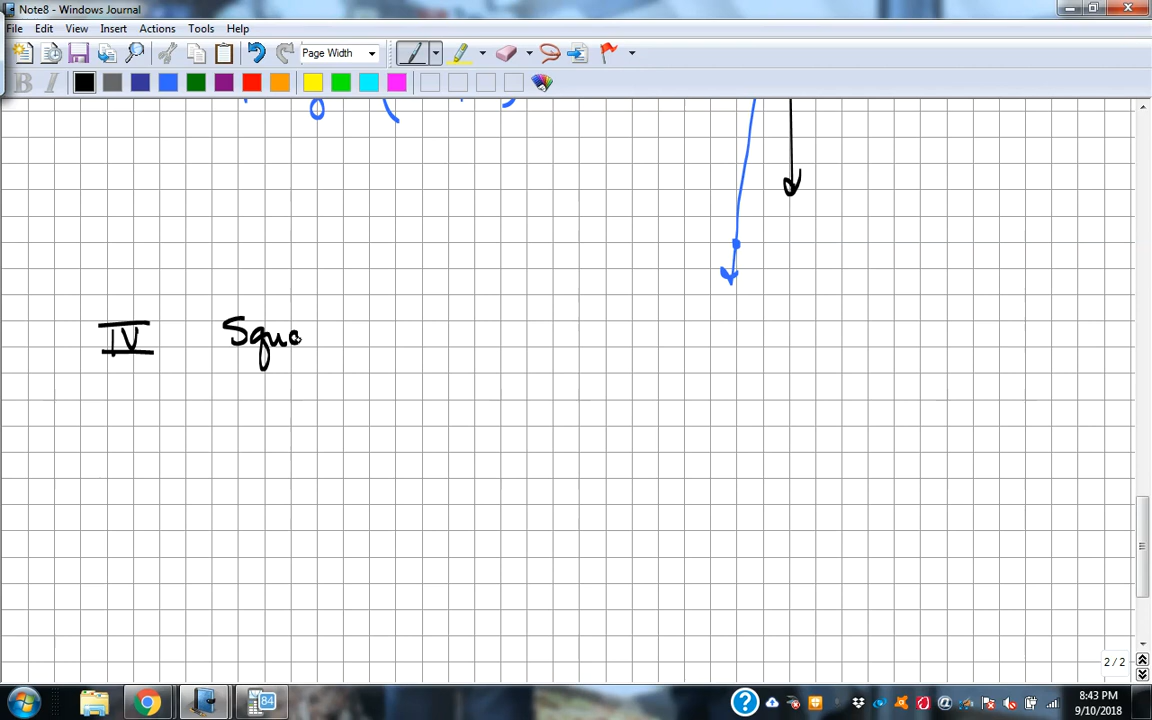 Note8 - Windows Journal
File Edit View Insert Actions Tools Help
Page Width
B I
IV Squa
2 / 2
84
8:43 PM
9/10/2018